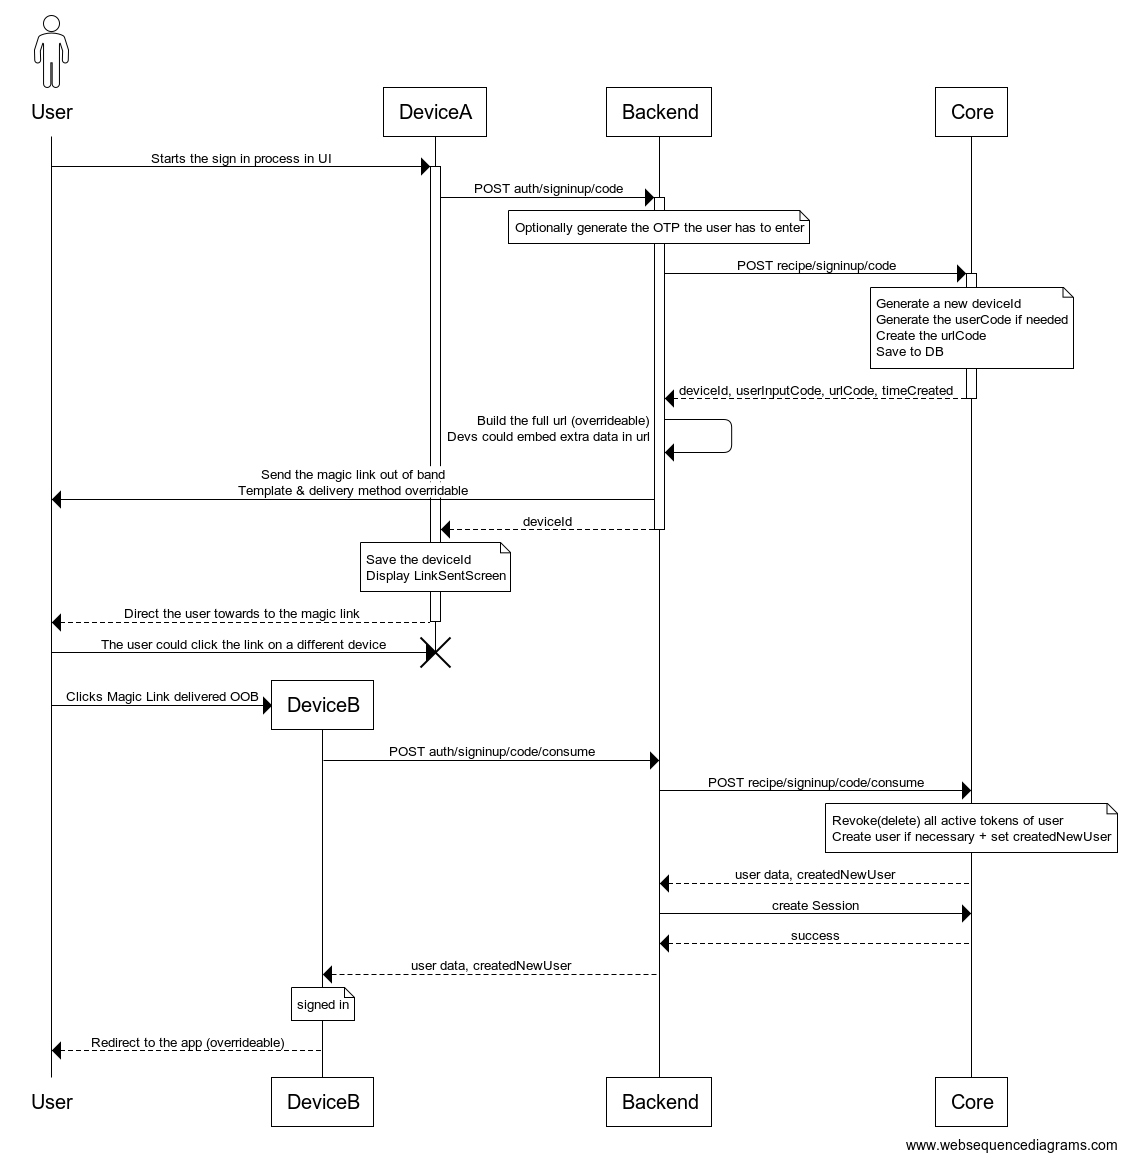 User
DeviceA
Backend
Core
Starts the sign in process in UI
POST auth/signinup/code
Optionally generate the OTP the user has to enter
POST recipe/signinup/code
Generate a new deviceId
Generate the userCode if needed
Create the urlCode
Save to DB
deviceId, userInputCode, urlCode, timeCreated
Build the full url (overrideable)
Devs could embed extra data in url
Send the magic link out of band
Template & delivery method overridable
deviceId
Save the deviceId
Display LinkSentScreen
Direct the user towards to the magic link
The user could click the link on a different device
Clicks Magic Link delivered OOB
DeviceB
POST auth/signinup/code/consume
POST recipe/signinup/code/consume
Revoke(delete) all active tokens of user
Create user if necessary + set createdNewUser
user data, createdNewUser
create Session
success
user data, createdNewUser
signed in
Redirect to the app (overrideable)
User
DeviceB
Backend
Core
www.websequencediagrams.com